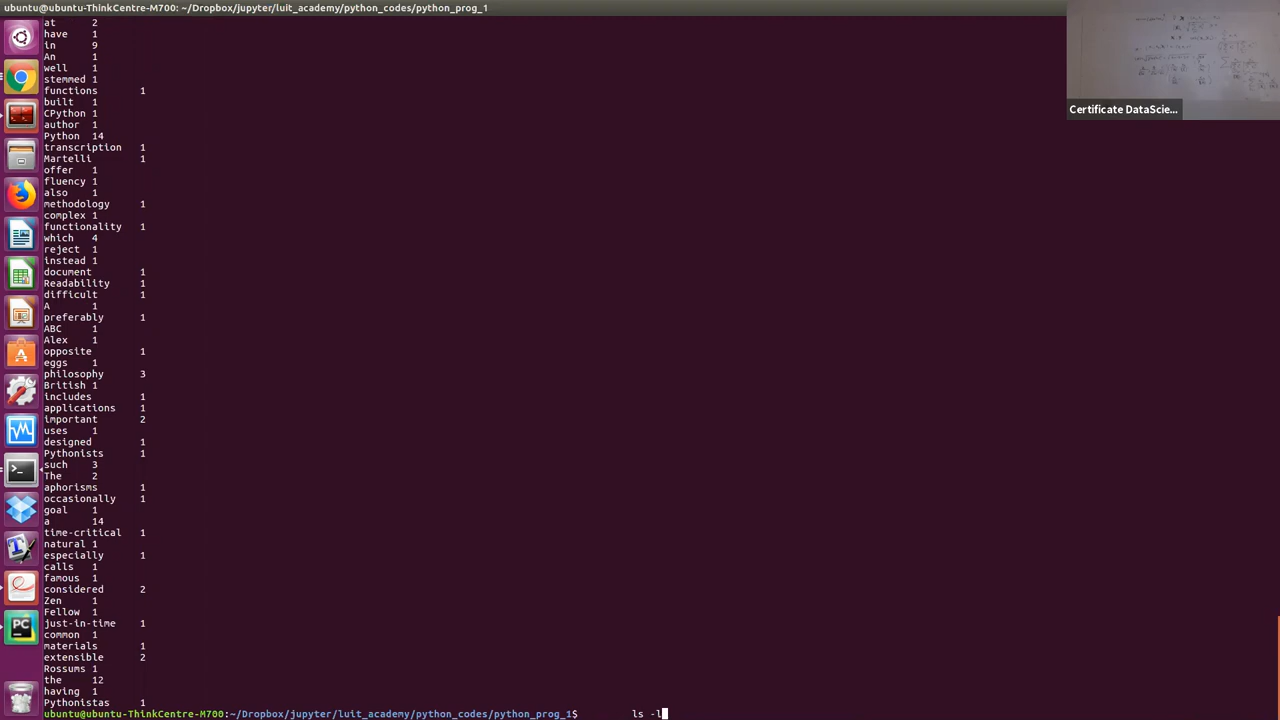 ubuntu@ubuntu-ThinkCentre-M700: ~/Dropbox/jupyter/luit_academy/python_codes/python_prog_1
at 2
have 1
in 9
An 1
well 1
stemmed 1
functions 1
built 1
CPython 1
author 1
Python 14
transcription 1
Martelli 1
offer 1
fluency 1
also 1
methodology 1
complex 1
functionality 1
which 4
reject 1
instead 1
document 1
Readability 1
difficult 1
A 1
preferably 1
ABC 1
Alex 1
opposite 1
eggs 1
philosophy 3
British 1
includes 1
applications 1
important 2
uses 1
designed 1
Pythonists 1
such 3
The 2
aphorisms 1
occasionally 1
goal 1
a 14
time-critical 1
natural 1
especially 1
calls 1
famous 1
considered 2
Zen 1
Fellow 1
just-in-time 1
common 1
materials 1
extensible 2
Rossums 1
the 12
having 1
Pythonistas 1
ubuntu@ubuntu-ThinkCentre-M700:~/Dropbox/jupyter/luit_academy/python_codes/python_prog_1$ ls -l
Certificate DataScie...